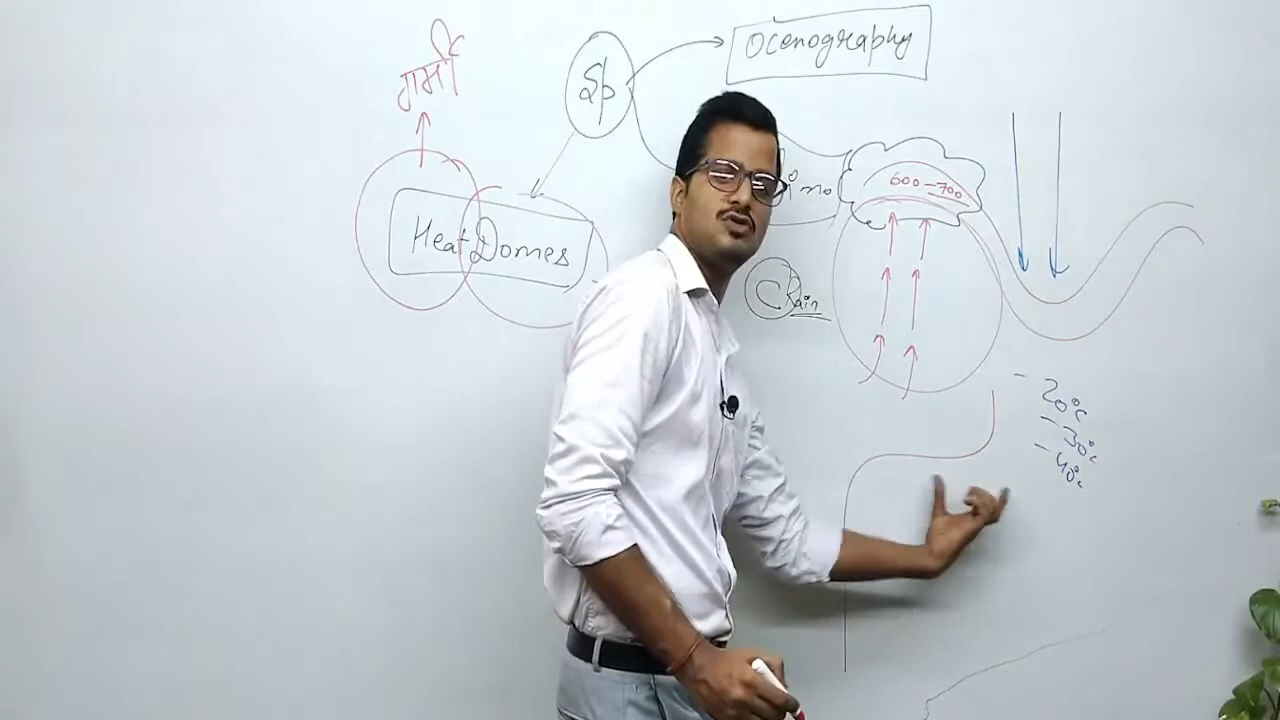 गर्मी
Ocenography
Heat Domes
600-700
Rain
-20°c
-30°c
-40°c